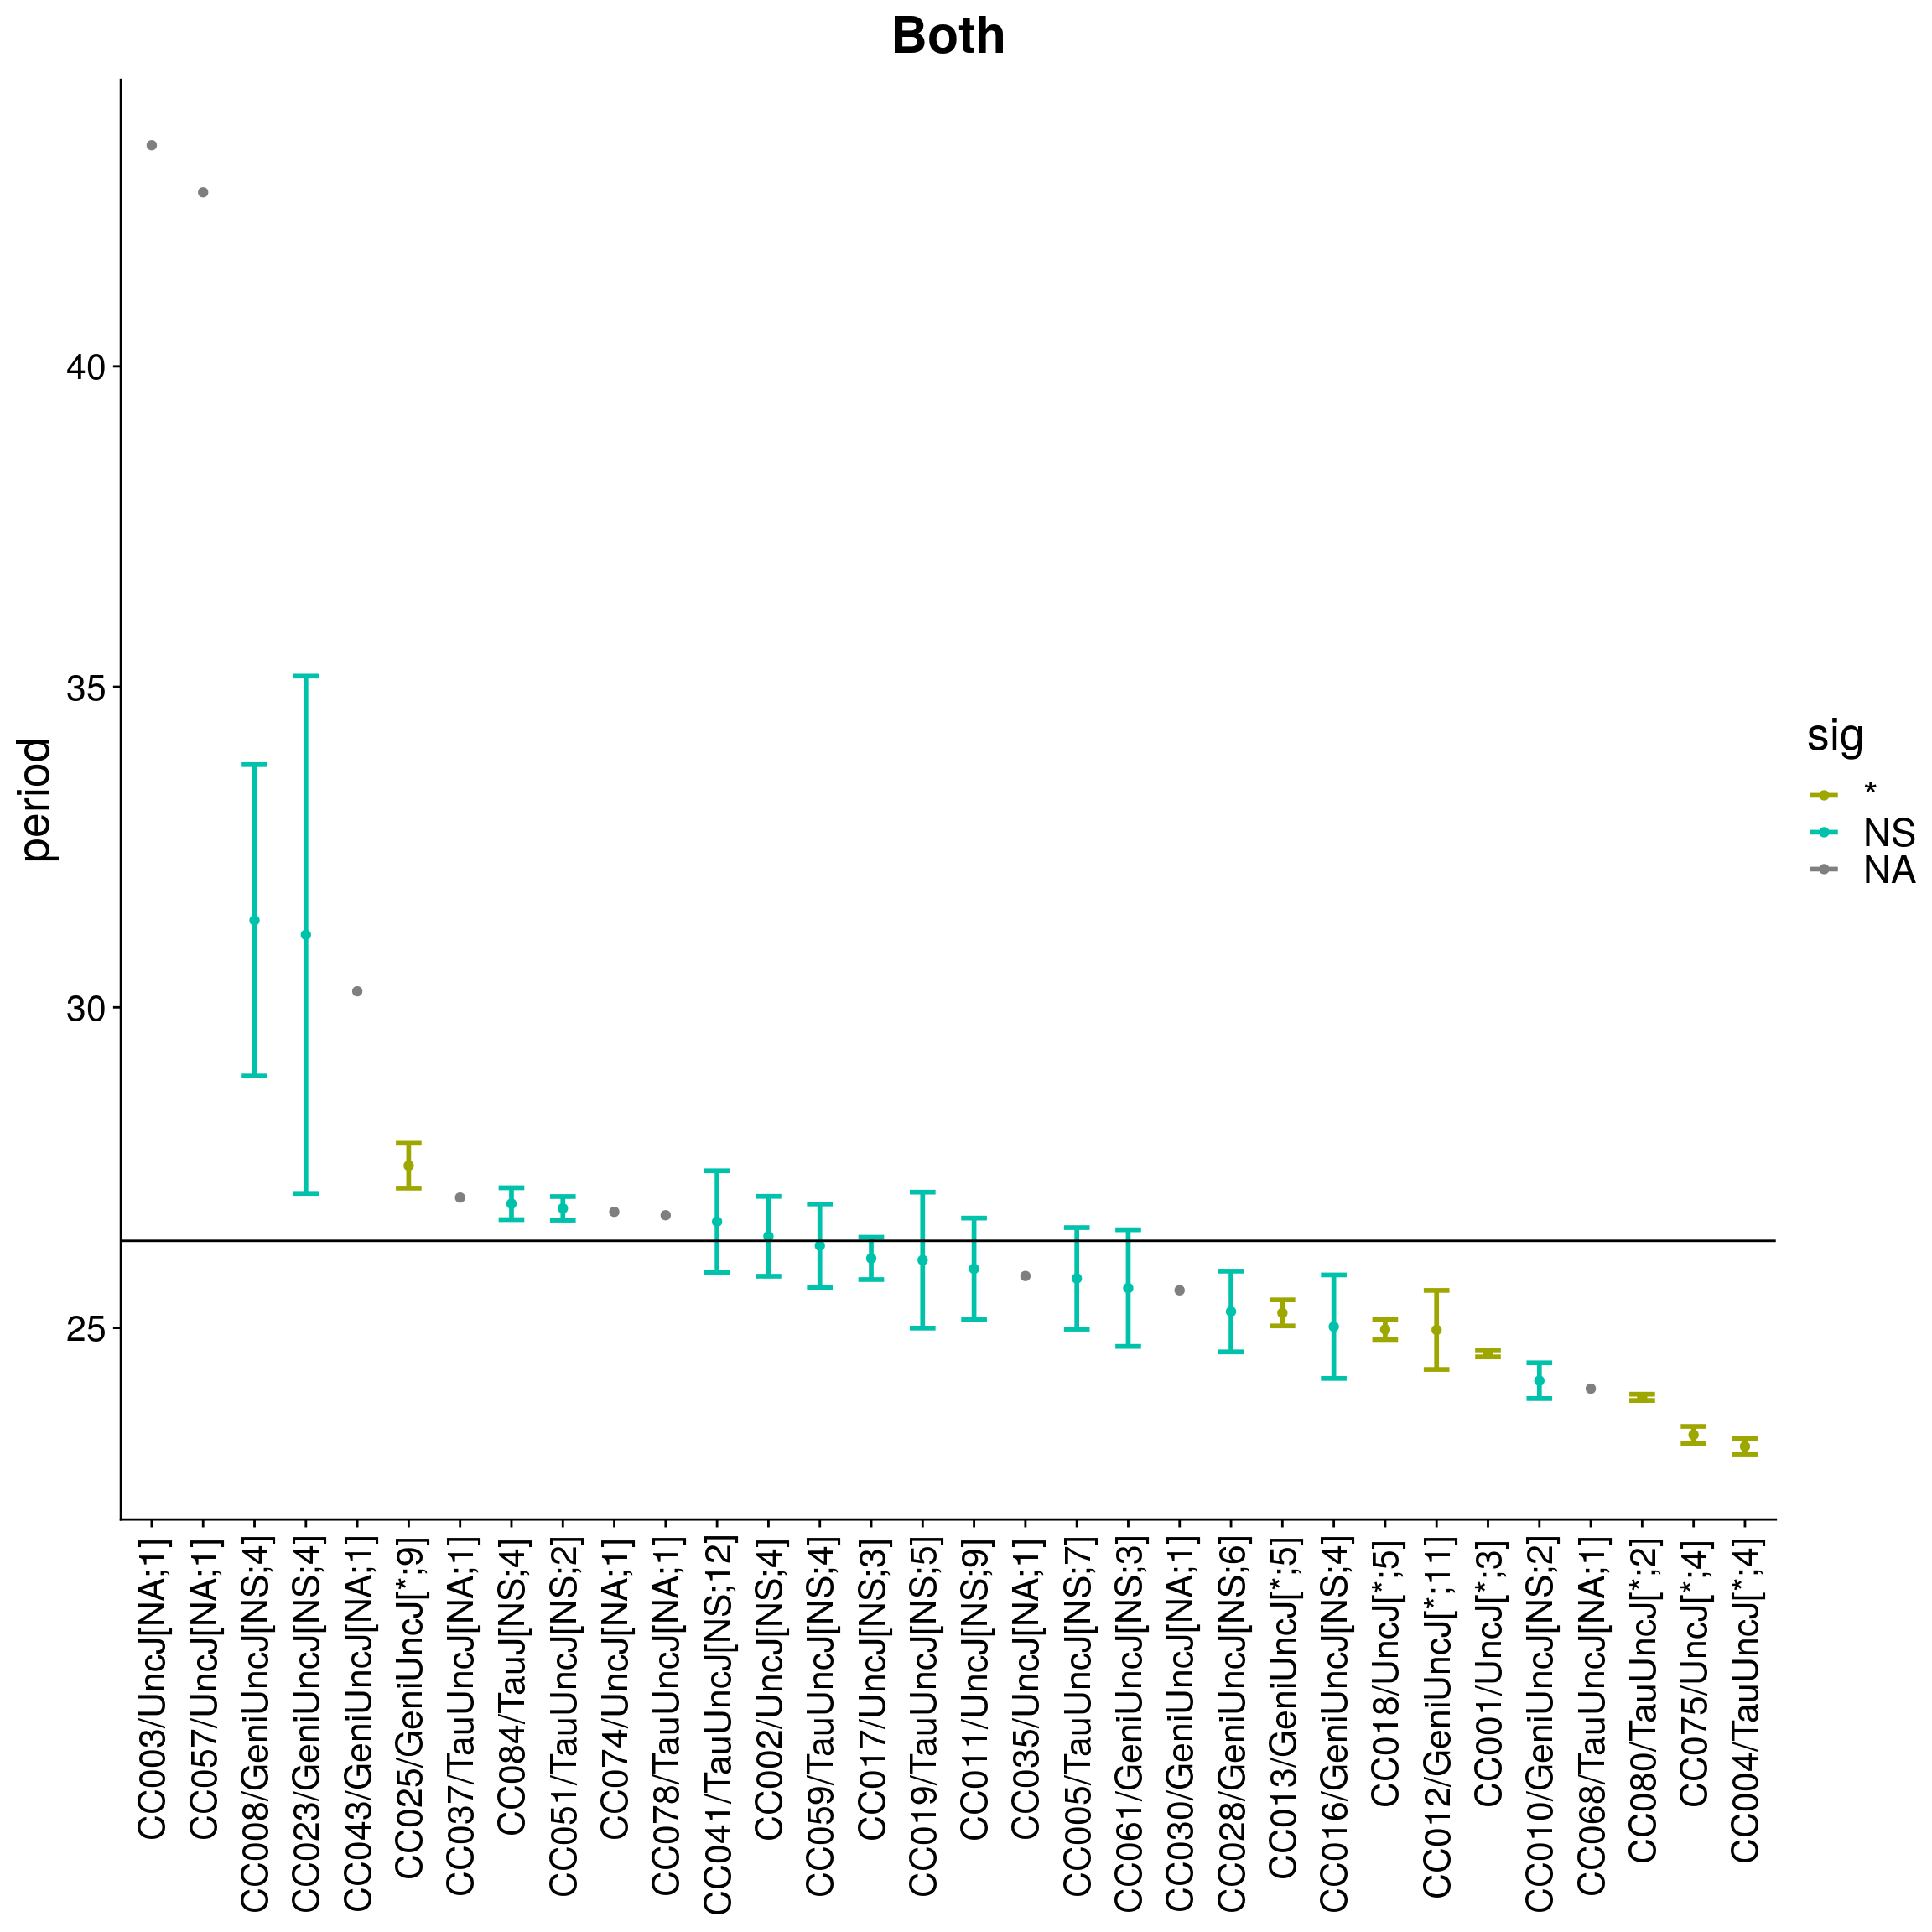 Both
period
40
35
30
25
CC003/UncJ[NA;1]
CC057/UncJ[NA;1]
CC008/GeniUncJ[NS;4]
CC023/GeniUncJ[NS;4]
CC043/GeniUncJ[NA;1]
CC025/GeniUncJ[*;9]
CC037/TauUncJ[NA;1]
CC084/TauJ[NS;4]
CC051/TauUncJ[NS;2]
CC074/UncJ[NA;1]
CC078/TauUncJ[NA;1]
CC041/TauUncJ[NS;12]
CC002/UncJ[NS;4]
CC059/TauUncJ[NS;4]
CC017/UncJ[NS;3]
CC019/TauUncJ[NS;5]
CC011/UncJ[NS;9]
CC035/UncJ[NA;1]
CC005/TauUncJ[NS;7]
CC061/GeniUncJ[NS;3]
CC030/GeniUncJ[NA;1]
CC028/GeniUncJ[NS;6]
CC013/GeniUncJ[*;5]
CC016/GeniUncJ[NS;4]
CC018/UncJ[*;5]
CC012/GeniUncJ[*;11]
CC001/UncJ[*;3]
CC010/GeniUncJ[NS;2]
CC068/TauUncJ[NA;1]
CC080/TauUncJ[*;2]
CC075/UncJ[*;4]
CC004/TauUncJ[*;4]
sig
*
NS
NA